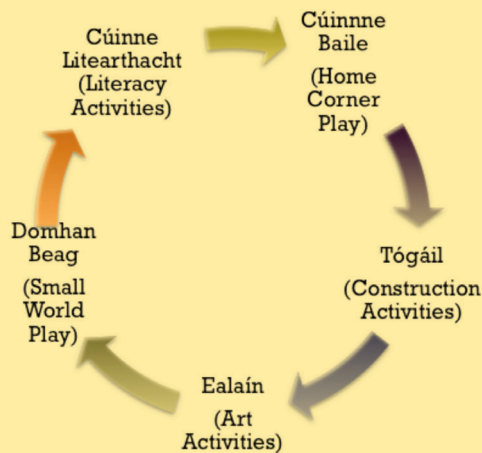 Cúinne
Litearthacht
(Literacy
Activities)
Cúinnne
Baile
(Home
Corner
Play)
Tógáil
(Construction
Activities)
Ealaín
(Art
Activities)
Domhan
Beag
(Small
World
Play)